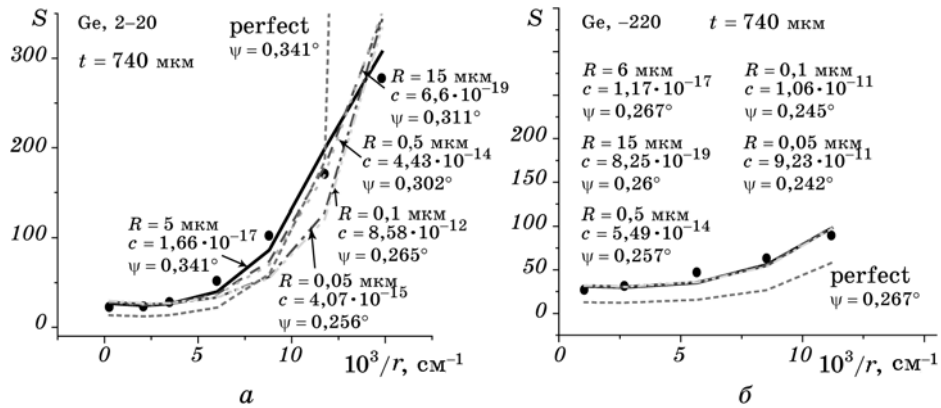 S
Ge, 2–20
t = 740 мкм
perfect
ψ = 0,341°
R = 15 мкм
c = 6,6·10–19
ψ = 0,311°
R = 0,5 мкм
c = 4,43·10–14
ψ = 0,302°
R = 0,1 мкм
c = 8,58·10–12
ψ = 0,265°
R = 5 мкм
c = 1,66·10–17
ψ = 0,341°
R = 0,05 мкм
c = 4,07·10–15
ψ = 0,256°
300
200
100
0
0
5
10
10³/r, см–1
а
S
Ge, –220
t = 740 мкм
R = 6 мкм
c = 1,17·10–17
ψ = 0,267°
R = 0,1 мкм
c = 1,06·10–11
ψ = 0,245°
R = 15 мкм
c = 8,25·10–19
ψ = 0,26°
R = 0,05 мкм
c = 9,23·10–11
ψ = 0,242°
R = 0,5 мкм
c = 5,49·10–14
ψ = 0,257°
perfect
ψ = 0,267°
250
200
150
100
50
0
0
5
10
10³/r, см–1
б